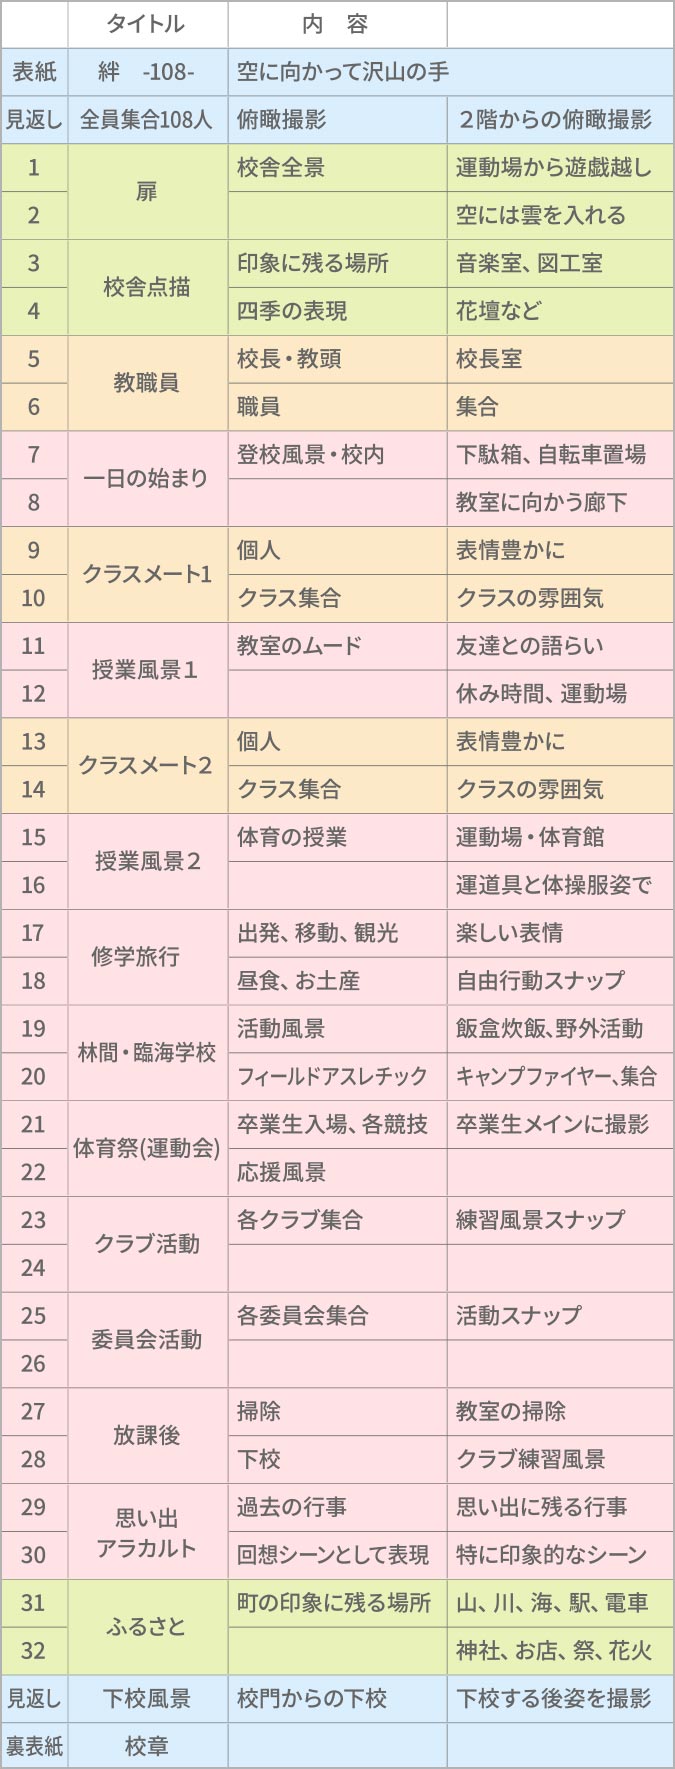 タイトル 内　容
表紙 絆　-108- 空に向かって沢山の手
見返し 全員集合108人 俯瞰撮影 2階からの俯瞰撮影
1 扉 校舎全景 運動場から遊戯越し
2 空には雲を入れる
3 校舎点描 印象に残る場所 音楽室、図工室
4 四季の表現 花壇など
5 教職員 校長・教頭 校長室
6 職員 集合
7 一日の始まり 登校風景・校内 下駄箱、自転車置場
8 教室に向かう廊下
9 クラスメート1 個人 表情豊かに
10 クラス集合 クラスの雰囲気
11 授業風景1 教室のムード 友達との語らい
12 休み時間、運動場
13 クラスメート2 個人 表情豊かに
14 クラス集合 クラスの雰囲気
15 授業風景2 体育の授業 運動場・体育館
16 運道具と体操服姿で
17 修学旅行 出発、移動、観光 楽しい表情
18 昼食、お土産 自由行動スナップ
19 林間・臨海学校 活動風景 飯盒炊飯、野外活動
20 フィールドアスレチック キャンプファイヤー、集合
21 体育祭(運動会) 卒業生入場、各競技 卒業生メインに撮影
22 応援風景
23 クラブ活動 各クラブ集合 練習風景スナップ
24
25 委員会活動 各委員会集合 活動スナップ
26
27 放課後 掃除 教室の掃除
28 下校 クラブ練習風景
29 思い出 過去の行事 思い出に残る行事
30 アラカルト 回想シーンとして表現 特に印象的なシーン
31 ふるさと 町の印象に残る場所 山、川、海、駅、電車
32 神社、お店、祭、花火
見返し 下校風景 校門からの下校 下校する後姿を撮影
裏表紙 校章